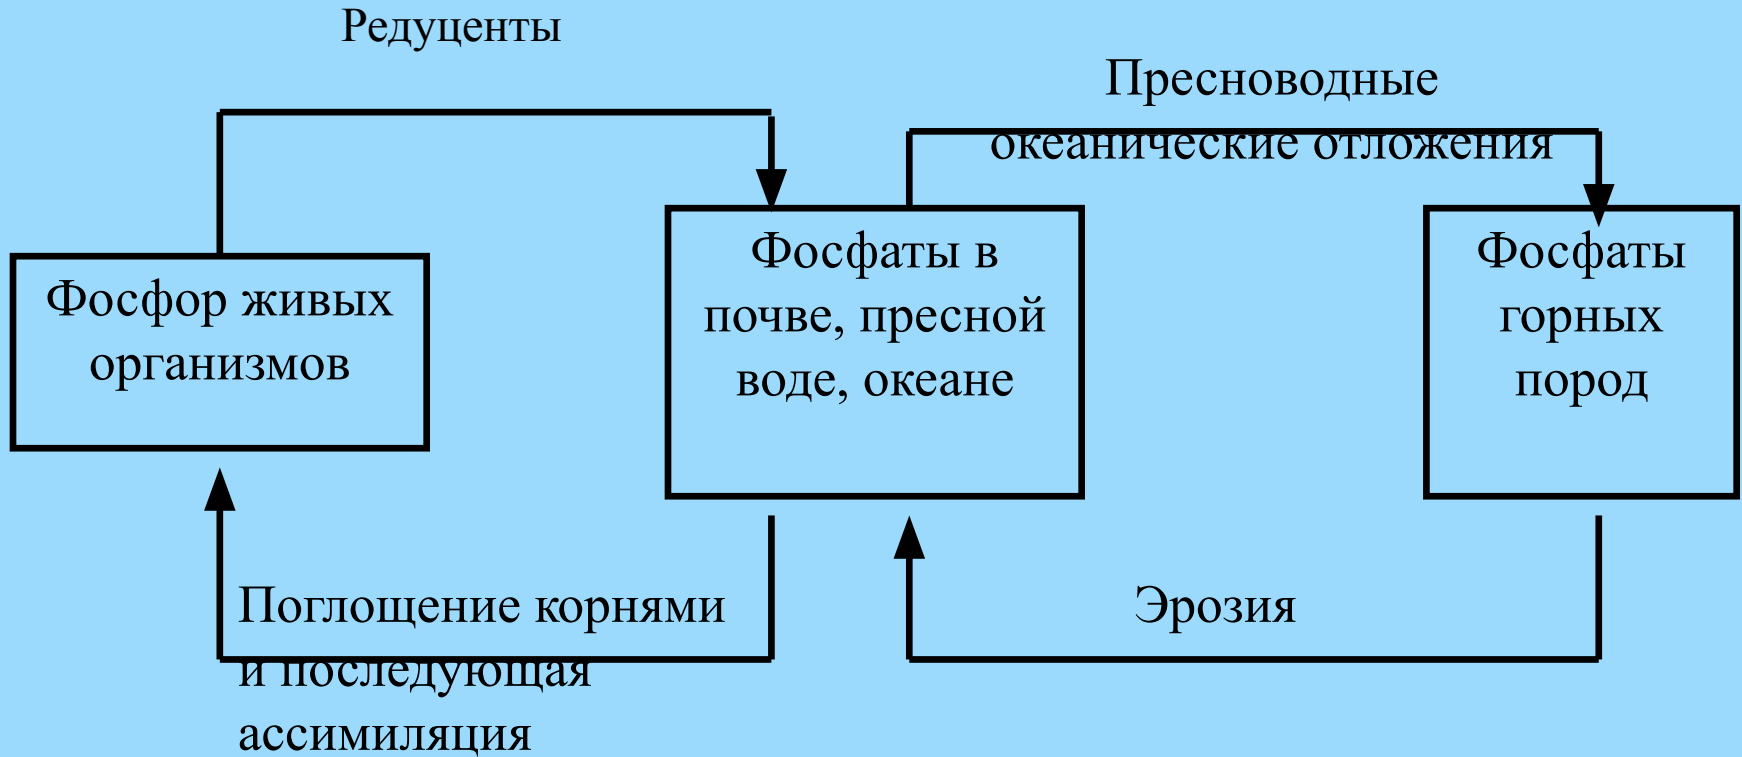 Редуценты
Пресноводные
океанические отложения
Фосфор живых
организмов
Фосфаты в
почве, пресной
воде, океане
Фосфаты
горных
пород
Поглощение корнями
и последующая
ассимиляция
Эрозия